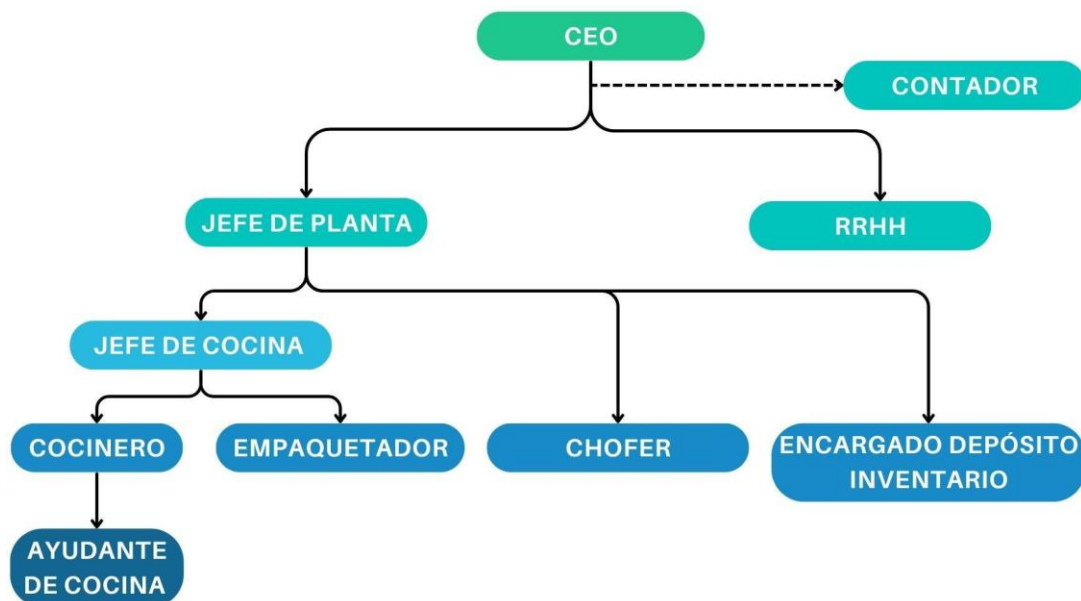 CEO
CONTADOR
JEFE DE PLANTA
RRHH
JEFE DE COCINA
COCINERO
EMPAQUETADOR
CHOFER
ENCARGADO DEPÓSITO
INVENTARIO
AYUDANTE
DE COCINA